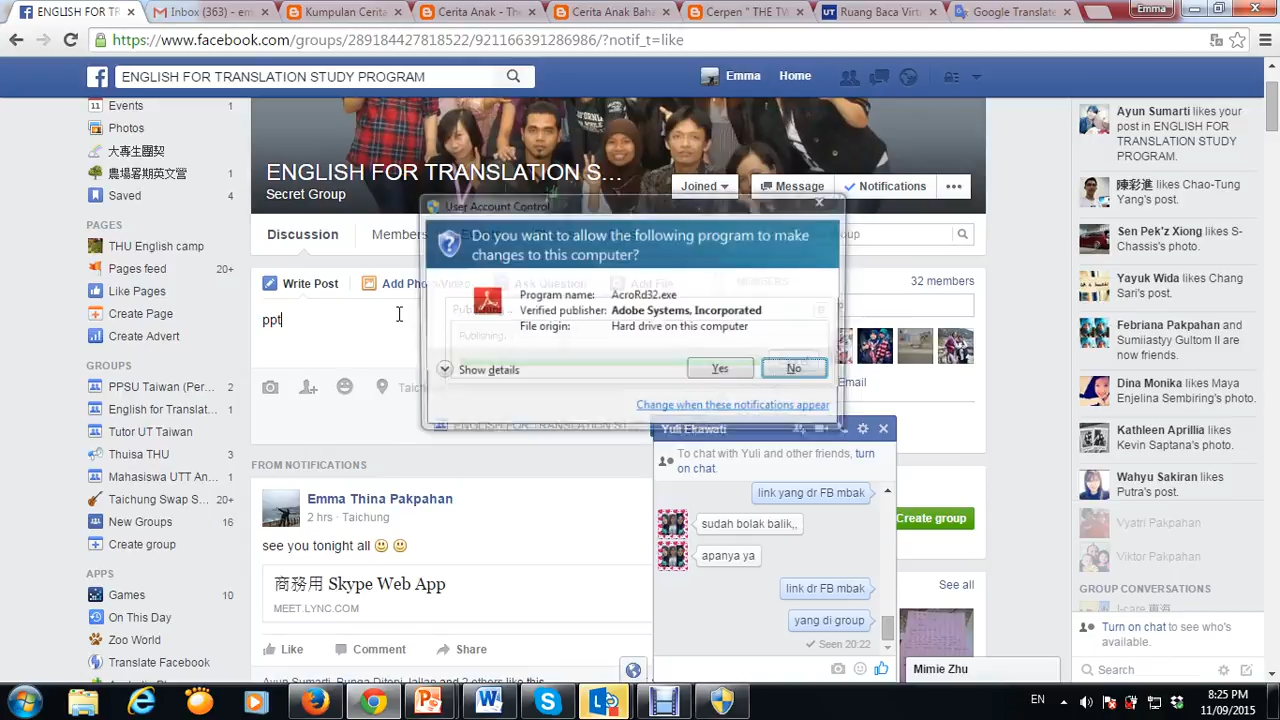 Emma
Inbox (363) - em
Kumpulan Cerita
Cerita Anak - The
Cerita Anak Baha
Cerpen " THE TW
Ruang Baca Virtu
Google Translate
https://www.facebook.com/groups/289184427818522/921166391286986/?notif_t=like
ENGLISH FOR TRANSLATION STUDY PROGRAM
Emma
Home
Events 1
Photos
大專生團契
農場署期英文營 1
Saved 4
PAGES
THU English camp
Pages feed 20+
Like Pages
Create Page
Create Advert
GROUPS
PPSU Taiwan (Per... 2
English for Translat... 1
Tutor UT Taiwan
Thuisa THU 3
Mahasiswa UTT An... 1
Taichung Swap S... 20+
New Groups 16
Create group
APPS
Games 10
On This Day
Zoo World
Translate Facebook
ENGLISH FOR TRANSLATION S...
Secret Group
Joined
Message
Notifications
Discussion
Members
Write Post
Add Pho
ppt
32 members
User Account Control
Do you want to allow the following program to make
changes to this computer?
Program name: AcroRd32.exe
Verified publisher: Adobe Systems, Incorporated
File origin: Hard drive on this computer
Show details
Yes
No
Change when these notifications appear
FROM NOTIFICATIONS
Emma Thina Pakpahan
2 hrs · Taichung
see you tonight all
商務用 Skype Web App
MEET.LYNC.COM
Like
Comment
Share
Yuli Ekawati
To chat with Yuli and other friends, turn
on chat.
link yang dr FB mbak
sudah bolak balik,,
apanya ya
link dr FB mbak
yang di group
Seen 20:22
Create group
See all
Mimie Zhu
Ayun Sumarti likes your
post in ENGLISH FOR
TRANSLATION STUDY
PROGRAM.
陳彩進 likes Chao-Tung
Yang's post.
Sen Pek'z Xiong likes S-
Chassis's photo.
Yayuk Wida likes Chang
Yu's photo.
Febriana Pakpahan and
Sumiastyy Gultom II are
now friends.
Dina Monika likes Maya
Enjelina Sembiring's photo.
Kathleen Aprillia likes
Kevin Saptana's photo.
Wahyu Sakiran likes
Putra's post.
Vyatri Pakpahan
Viktor Pakpahan
GROUP CONVERSATIONS
Turn on chat to see who's
available.
Search
EN
8:25 PM
11/09/2015